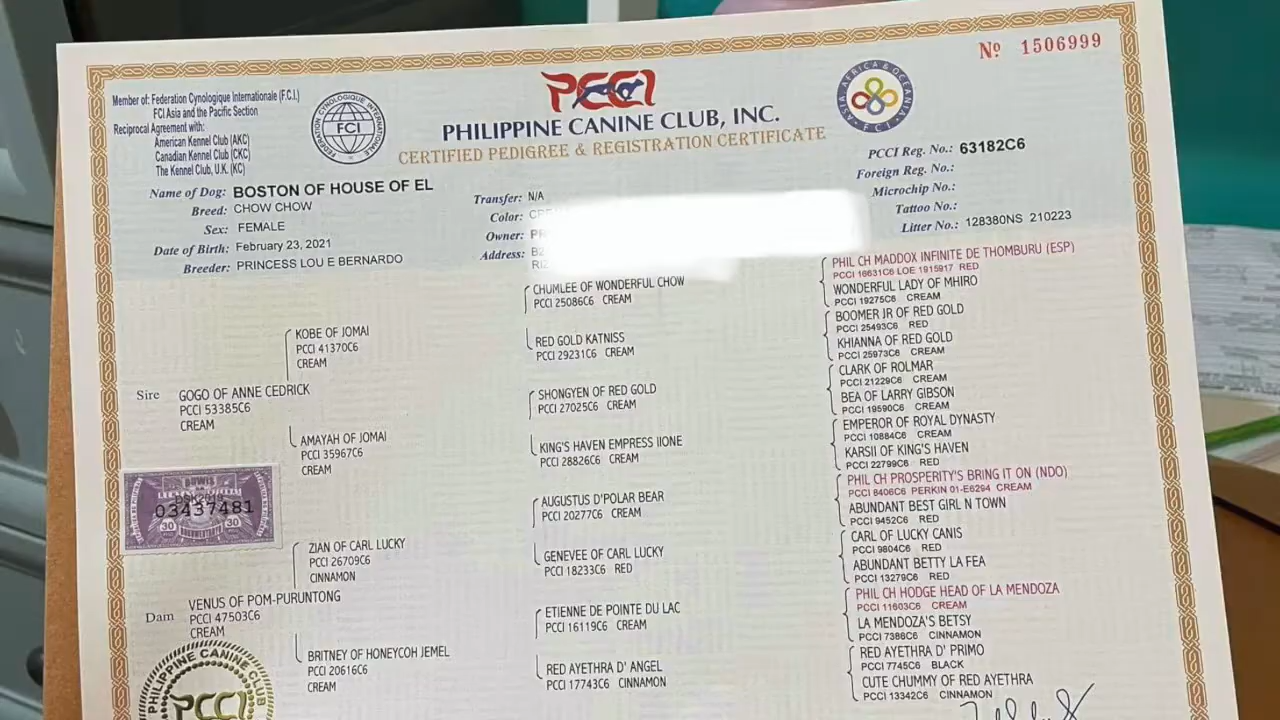 Nº 1506999
Member of: Federation Cynologique Internationale (F.C.I.)
FCI Asia and the Pacific Section
Reciprocal Agreement with:
American Kennel Club (AKC)
Canadian Kennel Club (CKC)
The Kennel Club, U.K. (KC)
FEDERATION CYNOLOGIQUE INTERNATIONALE
FCI
PCCI
PHILIPPINE CANINE CLUB, INC.
CERTIFIED PEDIGREE & REGISTRATION CERTIFICATE
ASIA, AFRICA & OCEANIA
F C I
Name of Dog: BOSTON OF HOUSE OF EL
Breed: CHOW CHOW
Sex: FEMALE
Date of Birth: February 23, 2021
Breeder: PRINCESS LOU E BERNARDO
Transfer: N/A
Color:
Owner:
Address:
PCCI Reg. No.: 63182C6
Foreign Reg. No.:
Microchip No.:
Tattoo No.:
Litter No.: 128380NS 210223
Sire GOGO OF ANNE CEDRICK
PCCI 53385C6
CREAM
KOBE OF JOMAI
PCCI 41370C6
CREAM
AMAYAH OF JOMAI
PCCI 35967C6
CREAM
CHUMLEE OF WONDERFUL CHOW
PCCI 25086C6 CREAM
RED GOLD KATNISS
PCCI 29231C6 CREAM
SHONGYEN OF RED GOLD
PCCI 27025C6 CREAM
KING'S HAVEN EMPRESS IIONE
PCCI 28826C6 CREAM
PHIL CH MADDOX INFINITE DE THOMBURU (ESP)
PCCI 16631C6 LOE 1915917 RED
WONDERFUL LADY OF MHIRO
PCCI 19275C6 CREAM
BOOMER JR OF RED GOLD
PCCI 25493C6 RED
KHIANNA OF RED GOLD
PCCI 25973C6 CREAM
CLARK OF ROLMAR
PCCI 21229C6 CREAM
BEA OF LARRY GIBSON
PCCI 19590C6 CREAM
EMPEROR OF ROYAL DYNASTY
PCCI 10884C6 CREAM
KARSII OF KING'S HAVEN
PCCI 22799C6 RED
03437481
30 30
Dam VENUS OF POM-PURUNTONG
PCCI 47503C6
CREAM
ZIAN OF CARL LUCKY
PCCI 26709C6
CINNAMON
BRITNEY OF HONEYCOH JEMEL
PCCI 20616C6
CREAM
AUGUSTUS D'POLAR BEAR
PCCI 20277C6 CREAM
GENEVEE OF CARL LUCKY
PCCI 18233C6 RED
ETIENNE DE POINTE DU LAC
PCCI 16119C6 CREAM
RED AYETHRA D' ANGEL
PCCI 17743C6 CINNAMON
PHIL CH PROSPERITY'S BRING IT ON (NDO)
PCCI 8406C6 PERKIN 01-E6294 CREAM
ABUNDANT BEST GIRL N TOWN
PCCI 9452C6 RED
CARL OF LUCKY CANIS
PCCI 9804C6 RED
ABUNDANT BETTY LA FEA
PCCI 13279C6 RED
PHIL CH HODGE HEAD OF LA MENDOZA
PCCI 11603C6 CREAM
LA MENDOZA'S BETSY
PCCI 7386C6 CINNAMON
RED AYETHRA D' PRIMO
PCCI 7745C6 BLACK
CUTE CHUMMY OF RED AYETHRA
PCCI 13342C6 CINNAMON
PHILIPPINE CANINE CLUB
PCCI